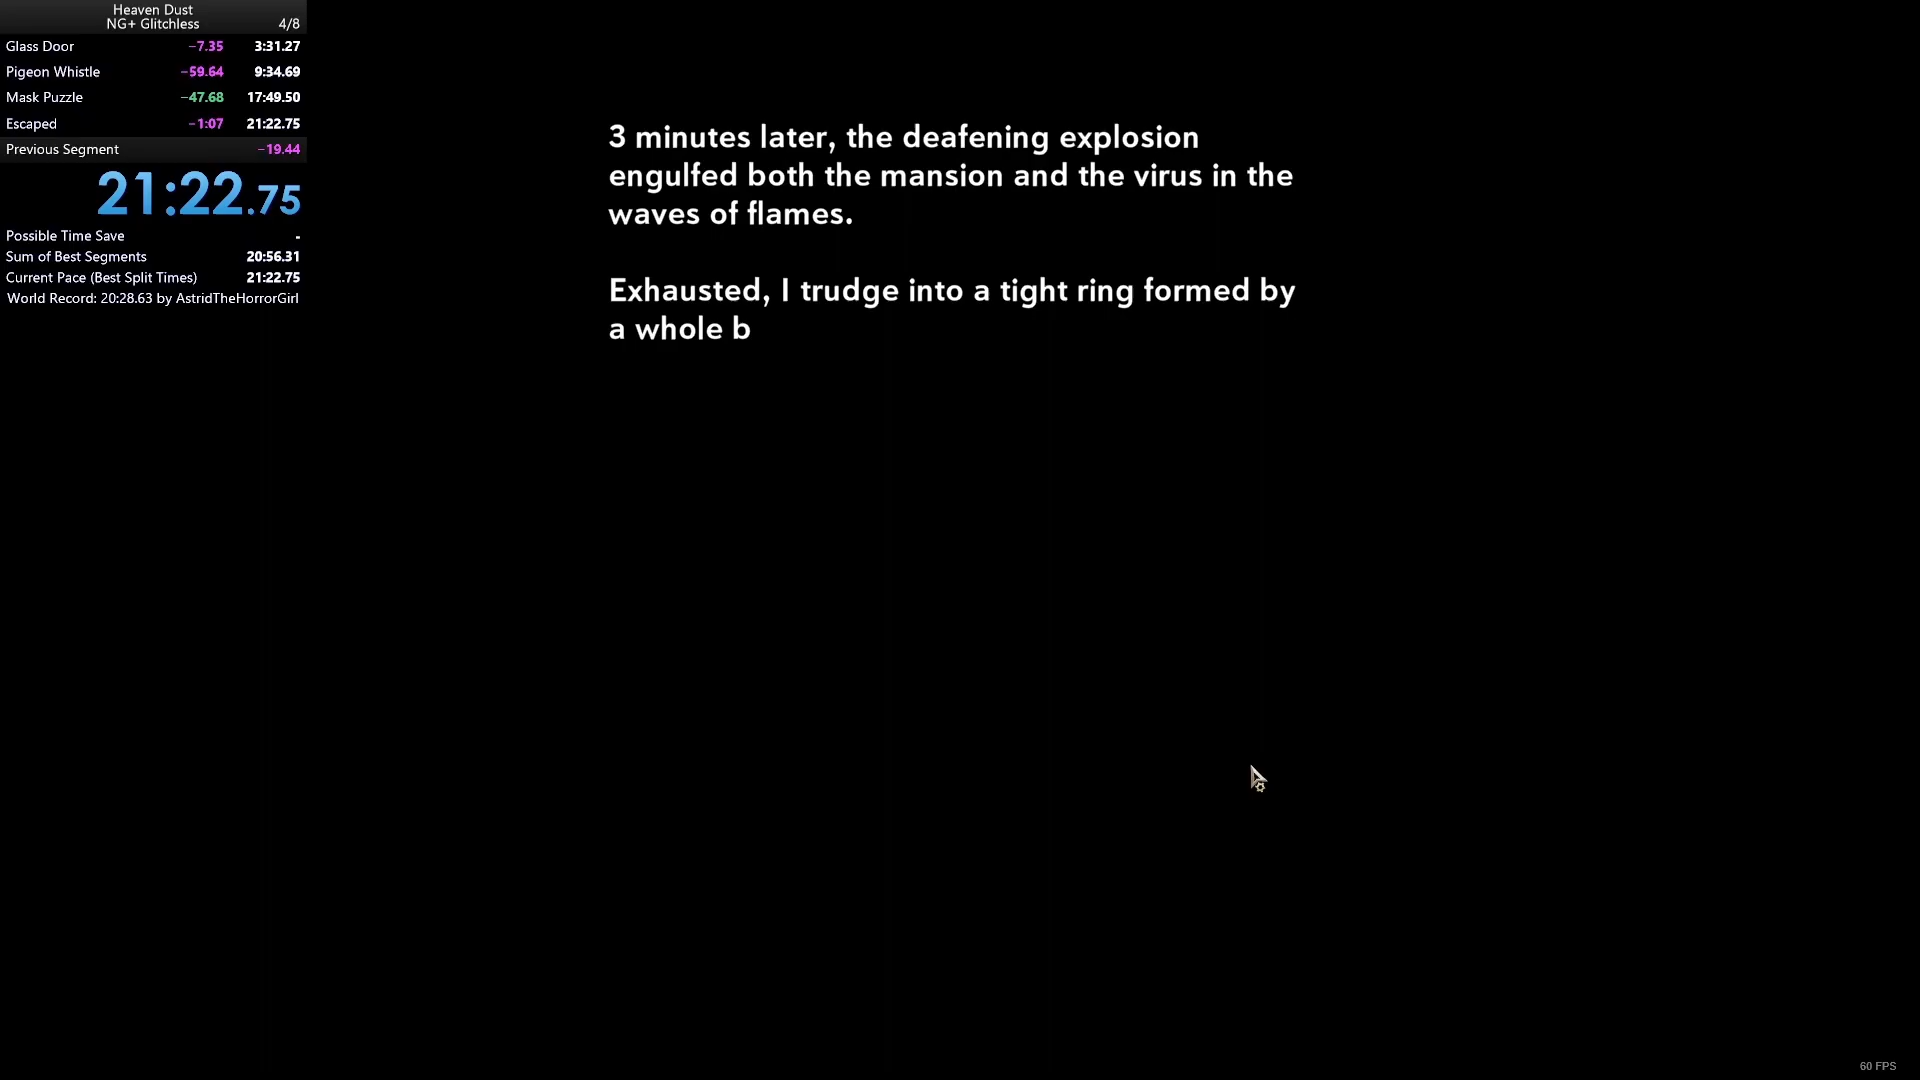 Heaven Dust
NG+ Glitchless 4/8
Glass Door -7.35 3:31.27
Pigeon Whistle -59.64 9:34.69
Mask Puzzle -47.68 17:49.50
Escaped -1:07 21:22.75
Previous Segment -19.44
21:22.75
Possible Time Save -
Sum of Best Segments 20:56.31
Current Pace (Best Split Times) 21:22.75
World Record: 20:28.63 by AstridTheHorrorGirl
3 minutes later, the deafening explosion
engulfed both the mansion and the virus in the
waves of flames.
Exhausted, I trudge into a tight ring formed by
a whole b
60 FPS